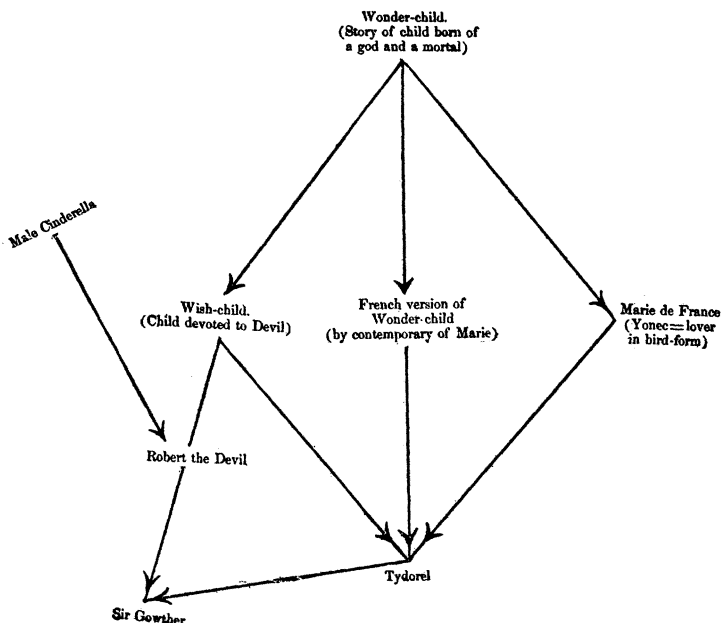 Wonder-child.
(Story of child born of
a god and a mortal)
Male Cinderella
Wish-child.
(Child devoted to Devil)
French version of
Wonder-child
(by contemporary of Marie)
Marie de France
(Yonec=lover
in bird-form)
Robert the Devil
Tydorel
Sir Gowther